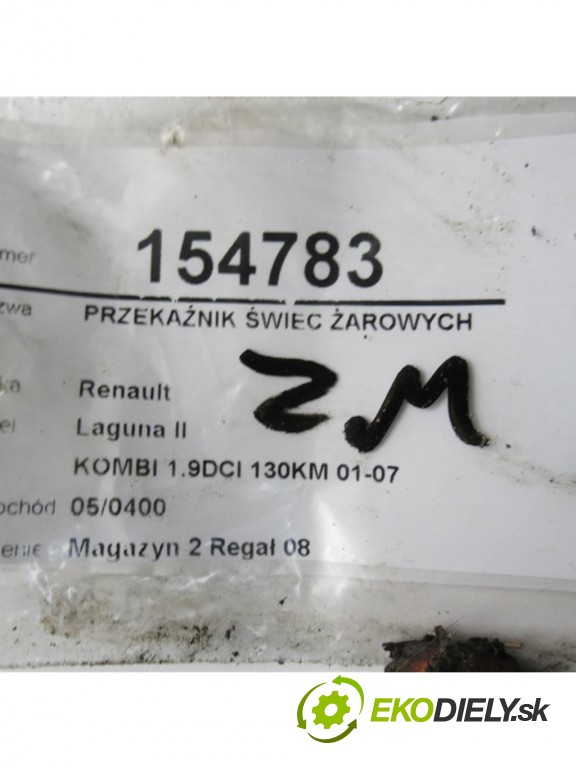 mer 154783
zwa PRZEKAŹNIK ŚWIEC ŻAROWYCH
ZM
ka Renault
el Laguna II
KOMBI 1.9DCI 130KM 01-07
ochód 05/0400
enie Magazyn 2 Regał 08
EKODIELY.sk